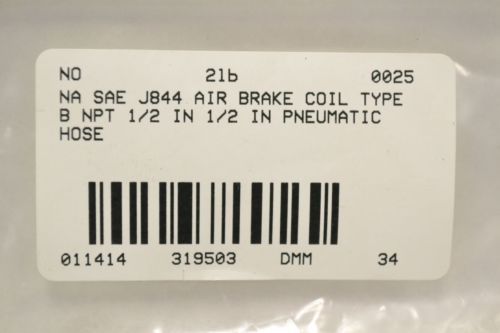 NO 2lb 0025
NA SAE J844 AIR BRAKE COIL TYPE
B NPT 1/2 IN 1/2 IN PNEUMATIC
HOSE
011414 319503 DMM 34